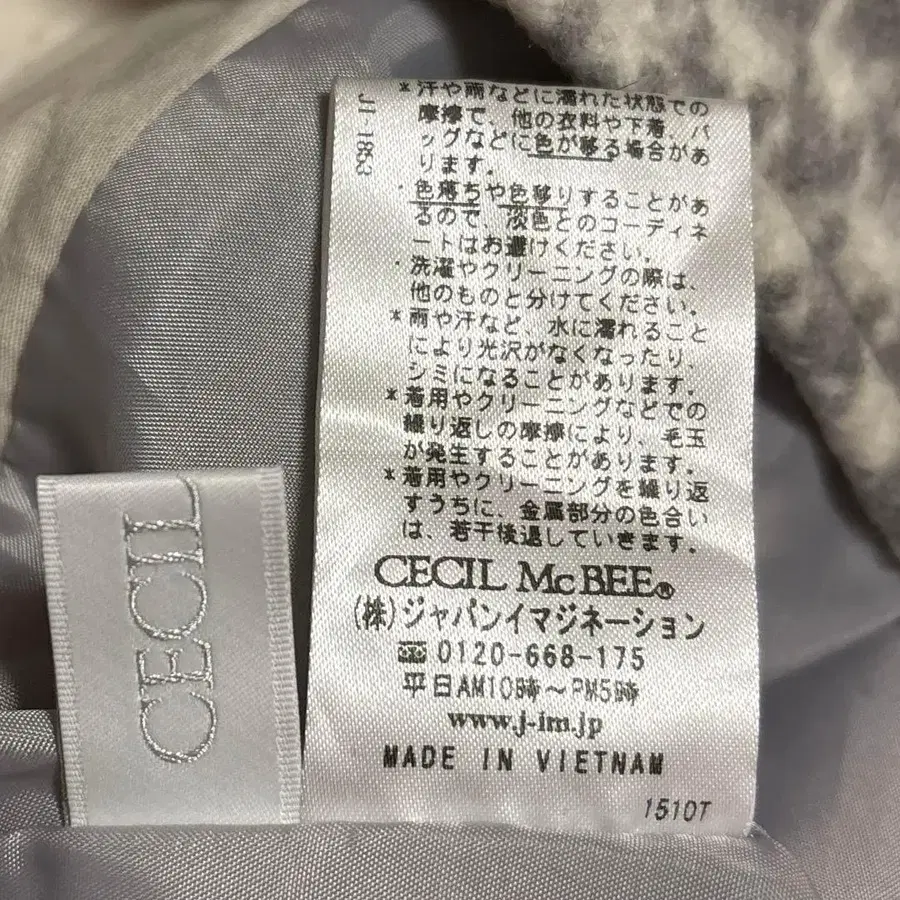 *汗や雨などに濡れた状態での
摩擦で、他の衣料や下着、バ
ッグなどに色が移る場合があ
ります。
・色落ちや色移りすることがあ
るので、淡色とのコーディネ
ートはお避けください。
・洗濯やクリーニングの際は、
他のものと分けてください。
*雨や汗など、水に濡れること
により光沢がなくなったり、
シミになることがあります。
*着用やクリーニングなどでの
繰り返しの摩擦により、毛玉
が発生することがあります。
*着用やクリーニングを繰り返
すうちに、金属部分の色合い
は、若干後退していきます。
CECIL McBEE®
(株)ジャパンイマジネーション
0120-668-175
平日AM10時～PM5時
www.j-im.jp
MADE IN VIETNAM
1510T
J1-1853
CECIL